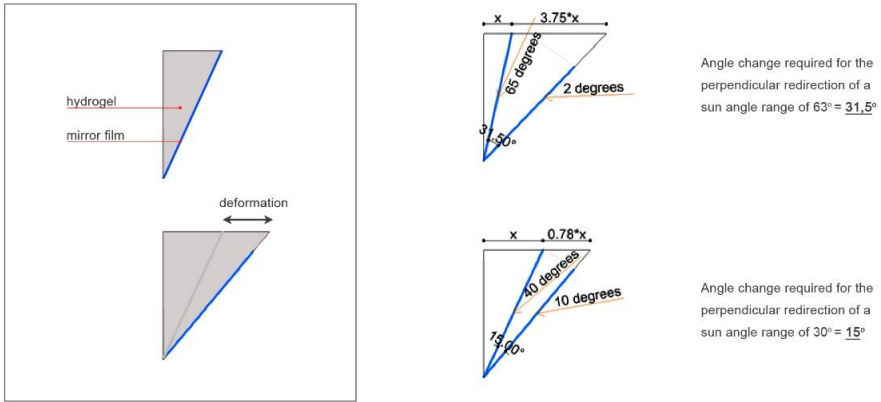 hydrogel
mirror film
deformation
x 3.75*x
65 degrees
2 degrees
31.50°
Angle change required for the
perpendicular redirection of a
sun angle range of 63° = 31,5°
x 0.78*x
40 degrees
10 degrees
15.00°
Angle change required for the
perpendicular redirection of a
sun angle range of 30° = 15°